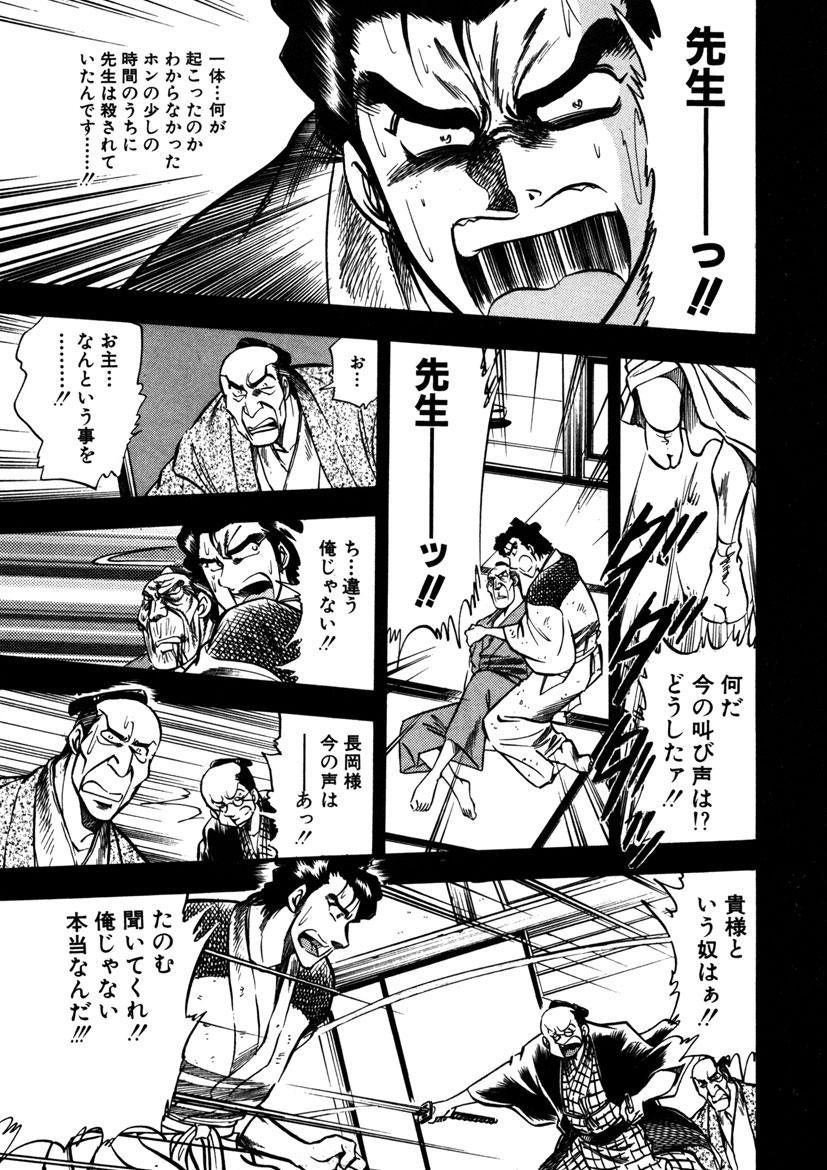 先生──っ!!
一体…何が
起こったのか
わからなかった
ホンの少しの
時間のうちに
先生は殺されて
いたんです……!!
ダダダダ
何だ
今の叫び声は!?
どうしたァ!!
先生──ッ!!
お…
お主…
なんという事を
………!!
ち…違う
俺じゃない!!
長岡様
今の声は
──あっ!!
貴様と
いう奴はぁ!!
たのむ
聞いてくれ!!
俺じゃない
本当なんだ!!!